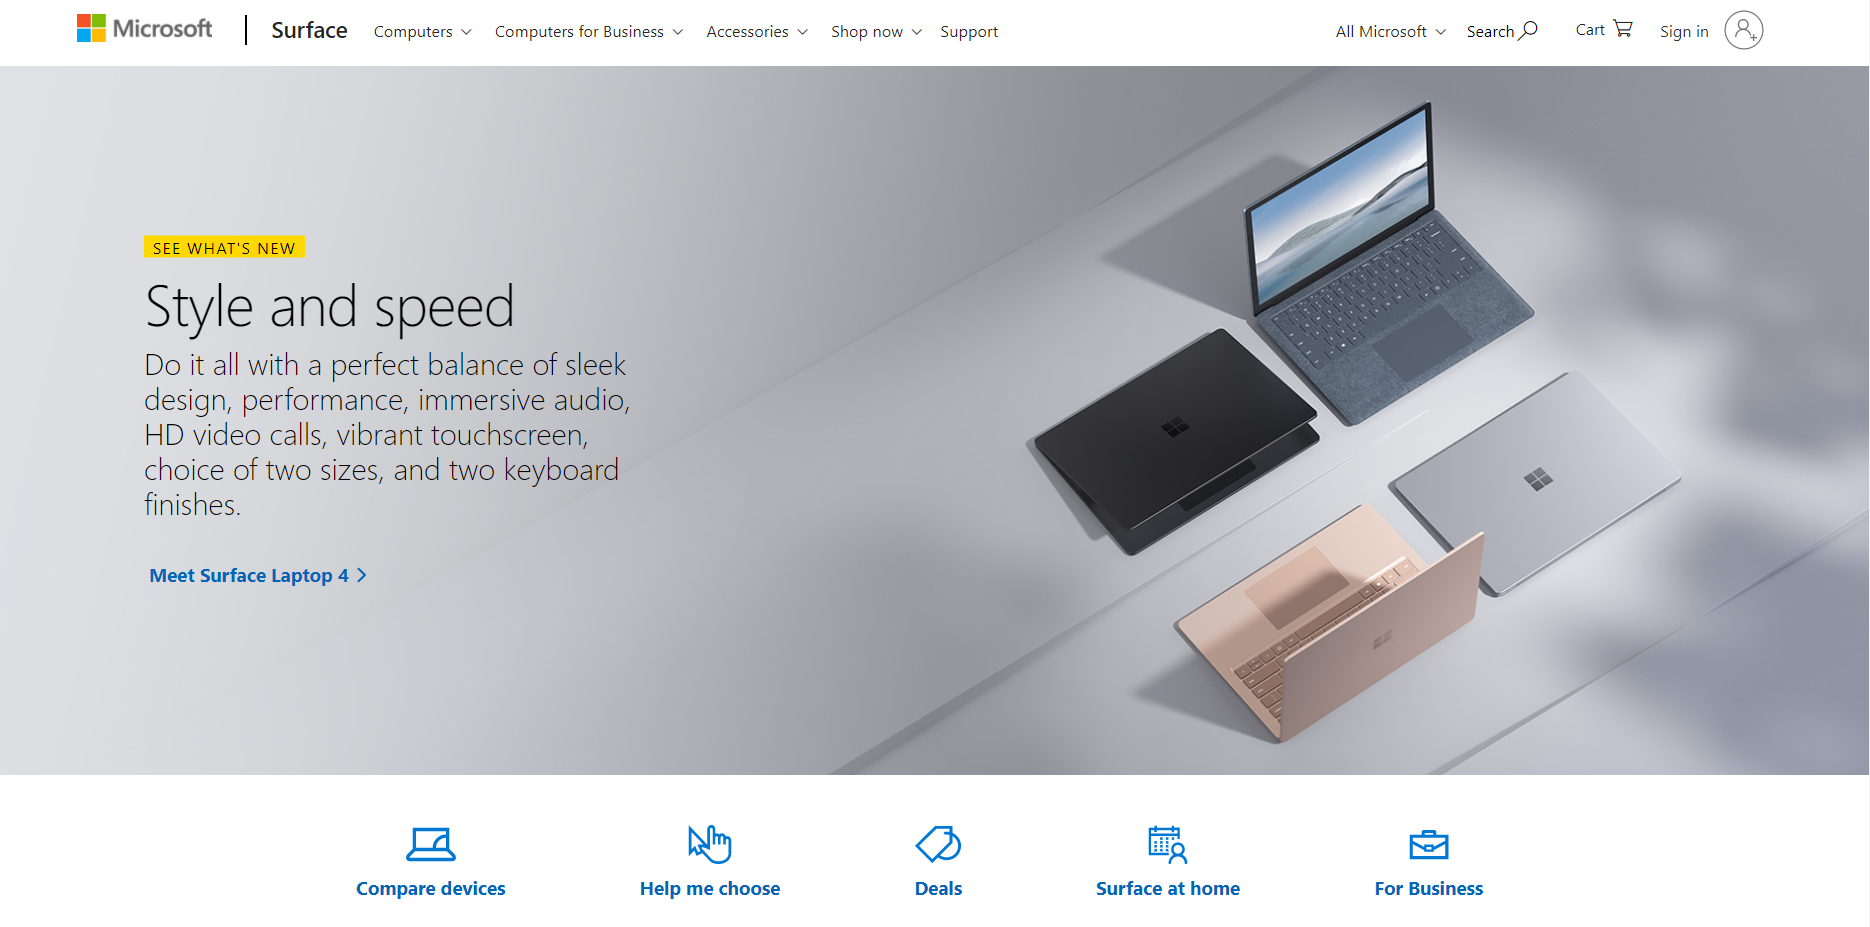 Microsoft
Surface
Computers
Computers for Business
Accessories
Shop now
Support
All Microsoft
Search
Cart
Sign in
SEE WHAT'S NEW
Style and speed
Do it all with a perfect balance of sleek
design, performance, immersive audio,
HD video calls, vibrant touchscreen,
choice of two sizes, and two keyboard
finishes.
Meet Surface Laptop 4
Compare devices
Help me choose
Deals
Surface at home
For Business